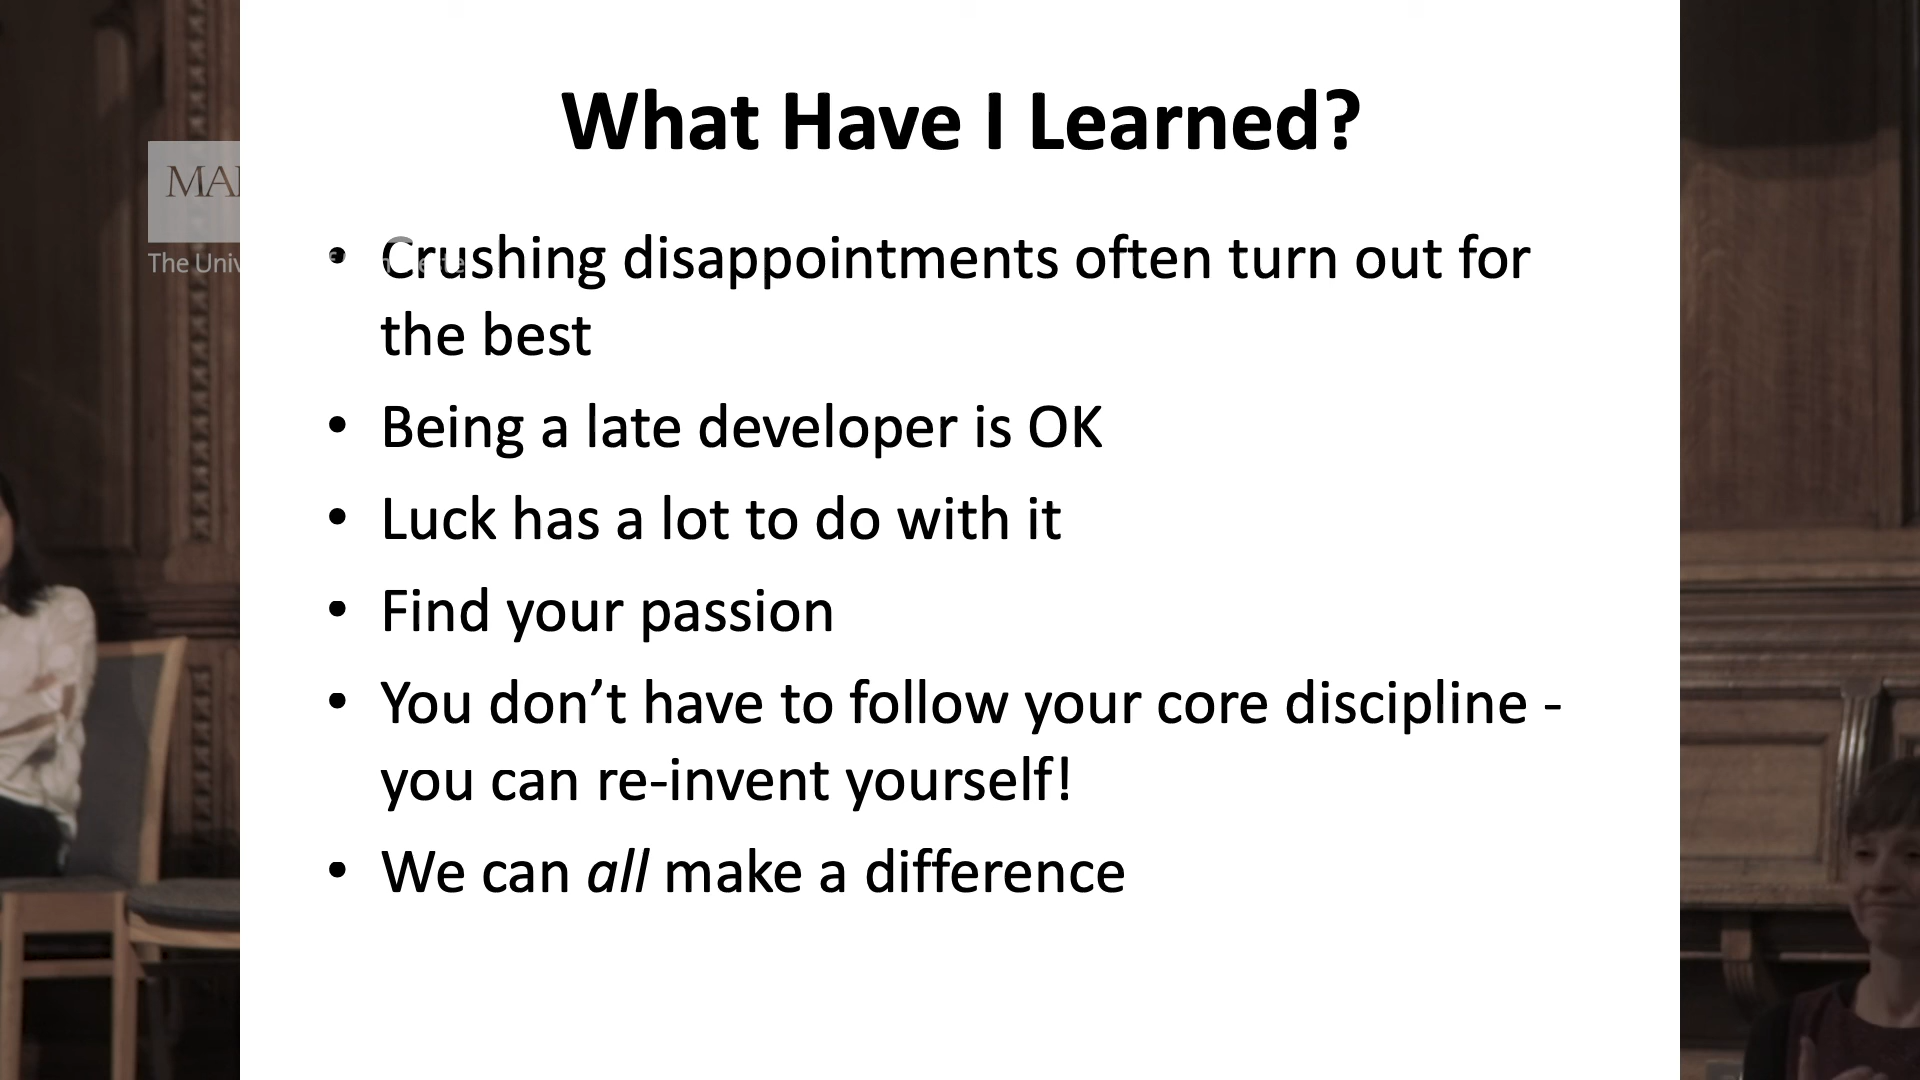 What Have I Learned?
MA
The Univ
• Crushing disappointments often turn out for
the best
• Being a late developer is OK
• Luck has a lot to do with it
• Find your passion
• You don’t have to follow your core discipline -
you can re-invent yourself!
• We can all make a difference